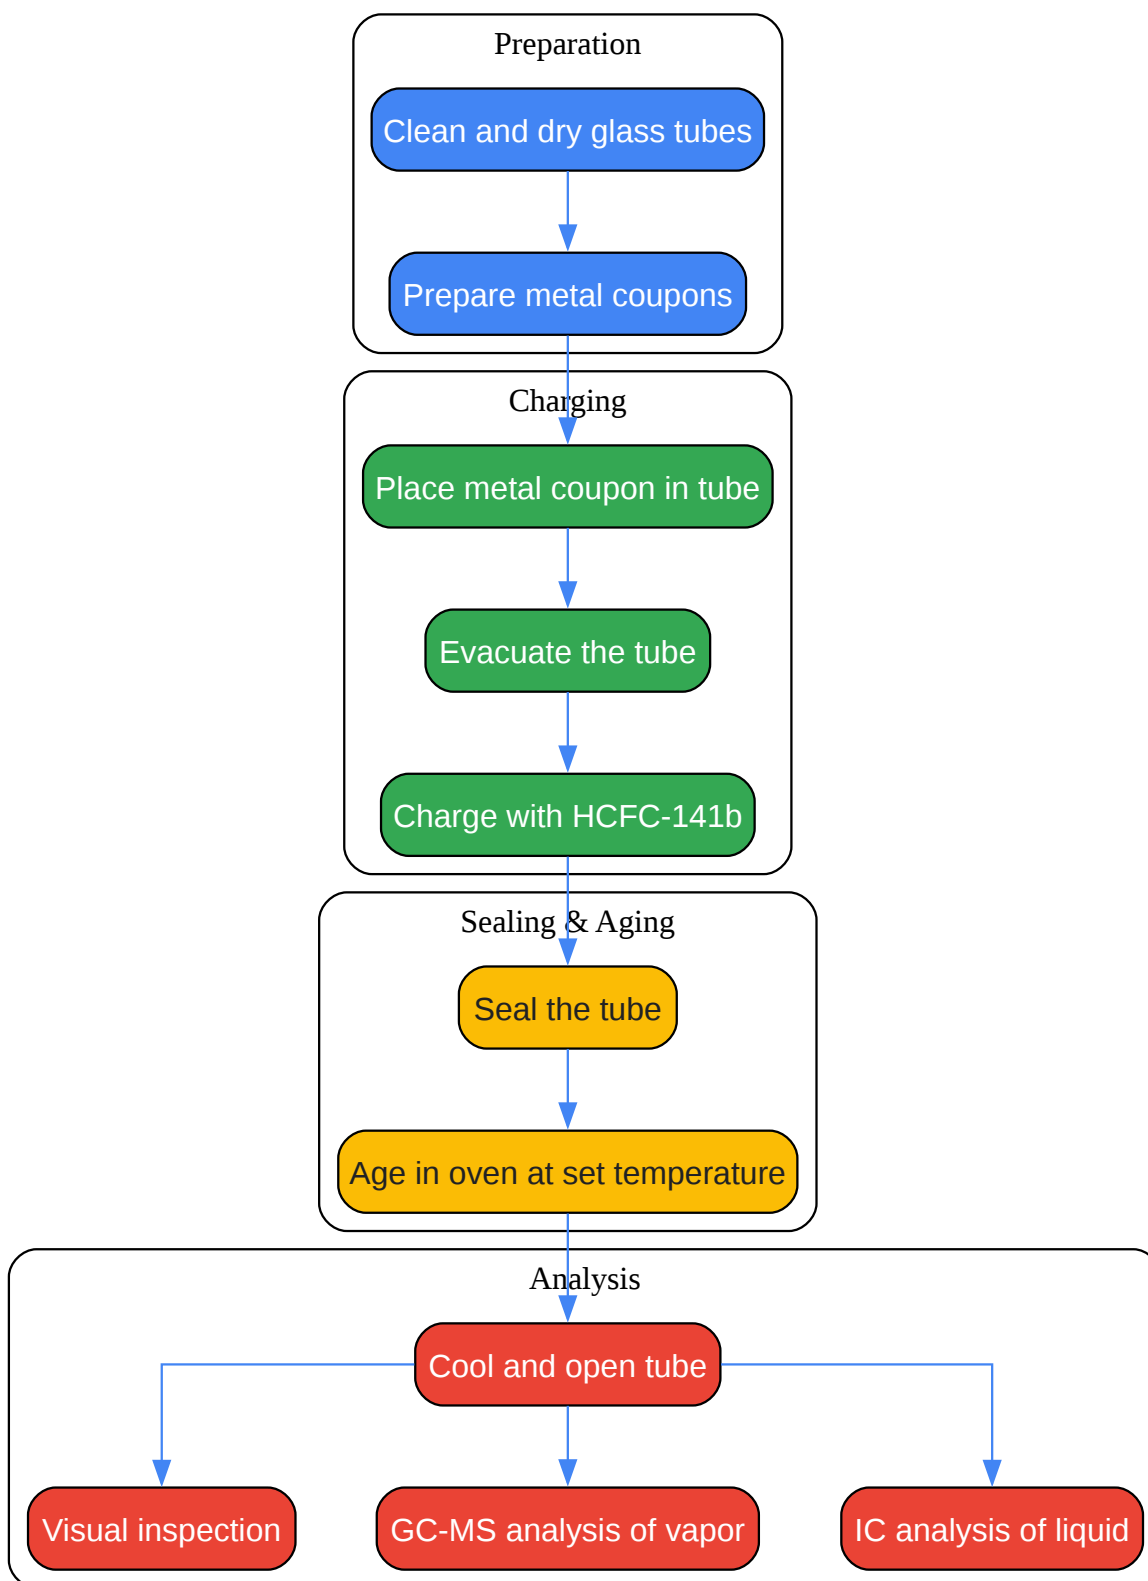 Preparation
Clean and dry glass tubes
Prepare metal coupons
Charging
Place metal coupon in tube
Evacuate the tube
Charge with HCFC-141b
Sealing & Aging
Seal the tube
Age in oven at set temperature
Analysis
Cool and open tube
Visual inspection
GC-MS analysis of vapor
IC analysis of liquid